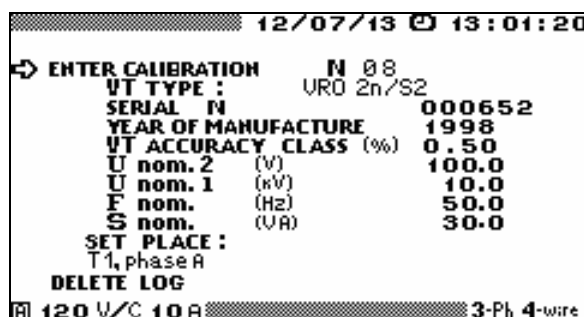 12/07/13 13:01:20
ENTER CALIBRATION N 08
VT TYPE : VRO 2n/S2
SERIAL N 000652
YEAR OF MANUFACTURE 1998
VT ACCURACY CLASS (%) 0.50
U nom.2 (V) 100.0
U nom.1 (кV) 10.0
F nom. (Hz) 50.0
S nom. (VA) 30.0
SET PLACE :
T1, phase A
DELETE LOG
A 120 V/C 10 A 3-Ph 4-wire